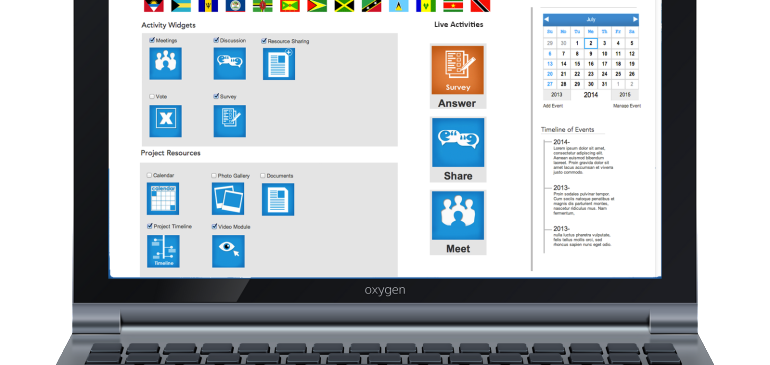 Activity Widgets
Meetings
Discussion
Resource Sharing
Vote
Survey
X
Project Resources
Calendar
Photo Gallery
Documents
calendar
Project Timeline
Video Module
Timeline
Live Activities
Survey
Answer
Share
Meet
July
Su Mo Tu We Th Fr Sa
29 30 1 2 3 4 5
6 7 8 9 10 11 12
13 14 15 16 17 18 19
20 21 22 23 24 25 26
27 28 29 30 31 1 2
2013 2014 2015
Add Event Manage Event
Timeline of Events
2014-
Lorem ipsum dolor sit amet,
consectetur adipiscing elit.
Aenean euismod bibendum
laoreet. Proin gravida dolor sit
amet lacus accumsan et viverra
justo commodo.
2013-
Proin sodales pulvinar tempor.
Cum sociis natoque penatibus et
magnis dis parturient montes,
nascetur ridiculus mus. Nam
fermentum.
2013-
nulla luctus pharetra vulputate,
felis tellus mollis orci, sed
rhoncus sapien nunc eget odio.
oxygen